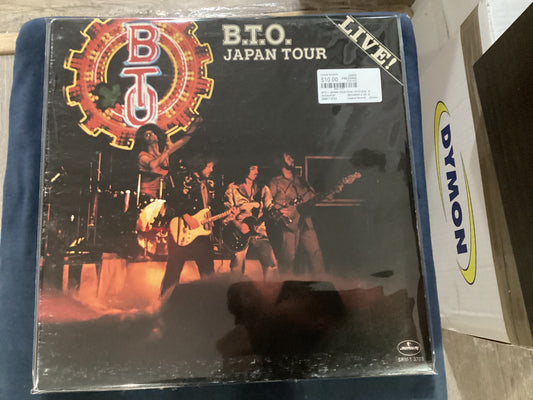 BTO
B.T.O.
JAPAN TOUR
LIVE!
$10.00
DYMON